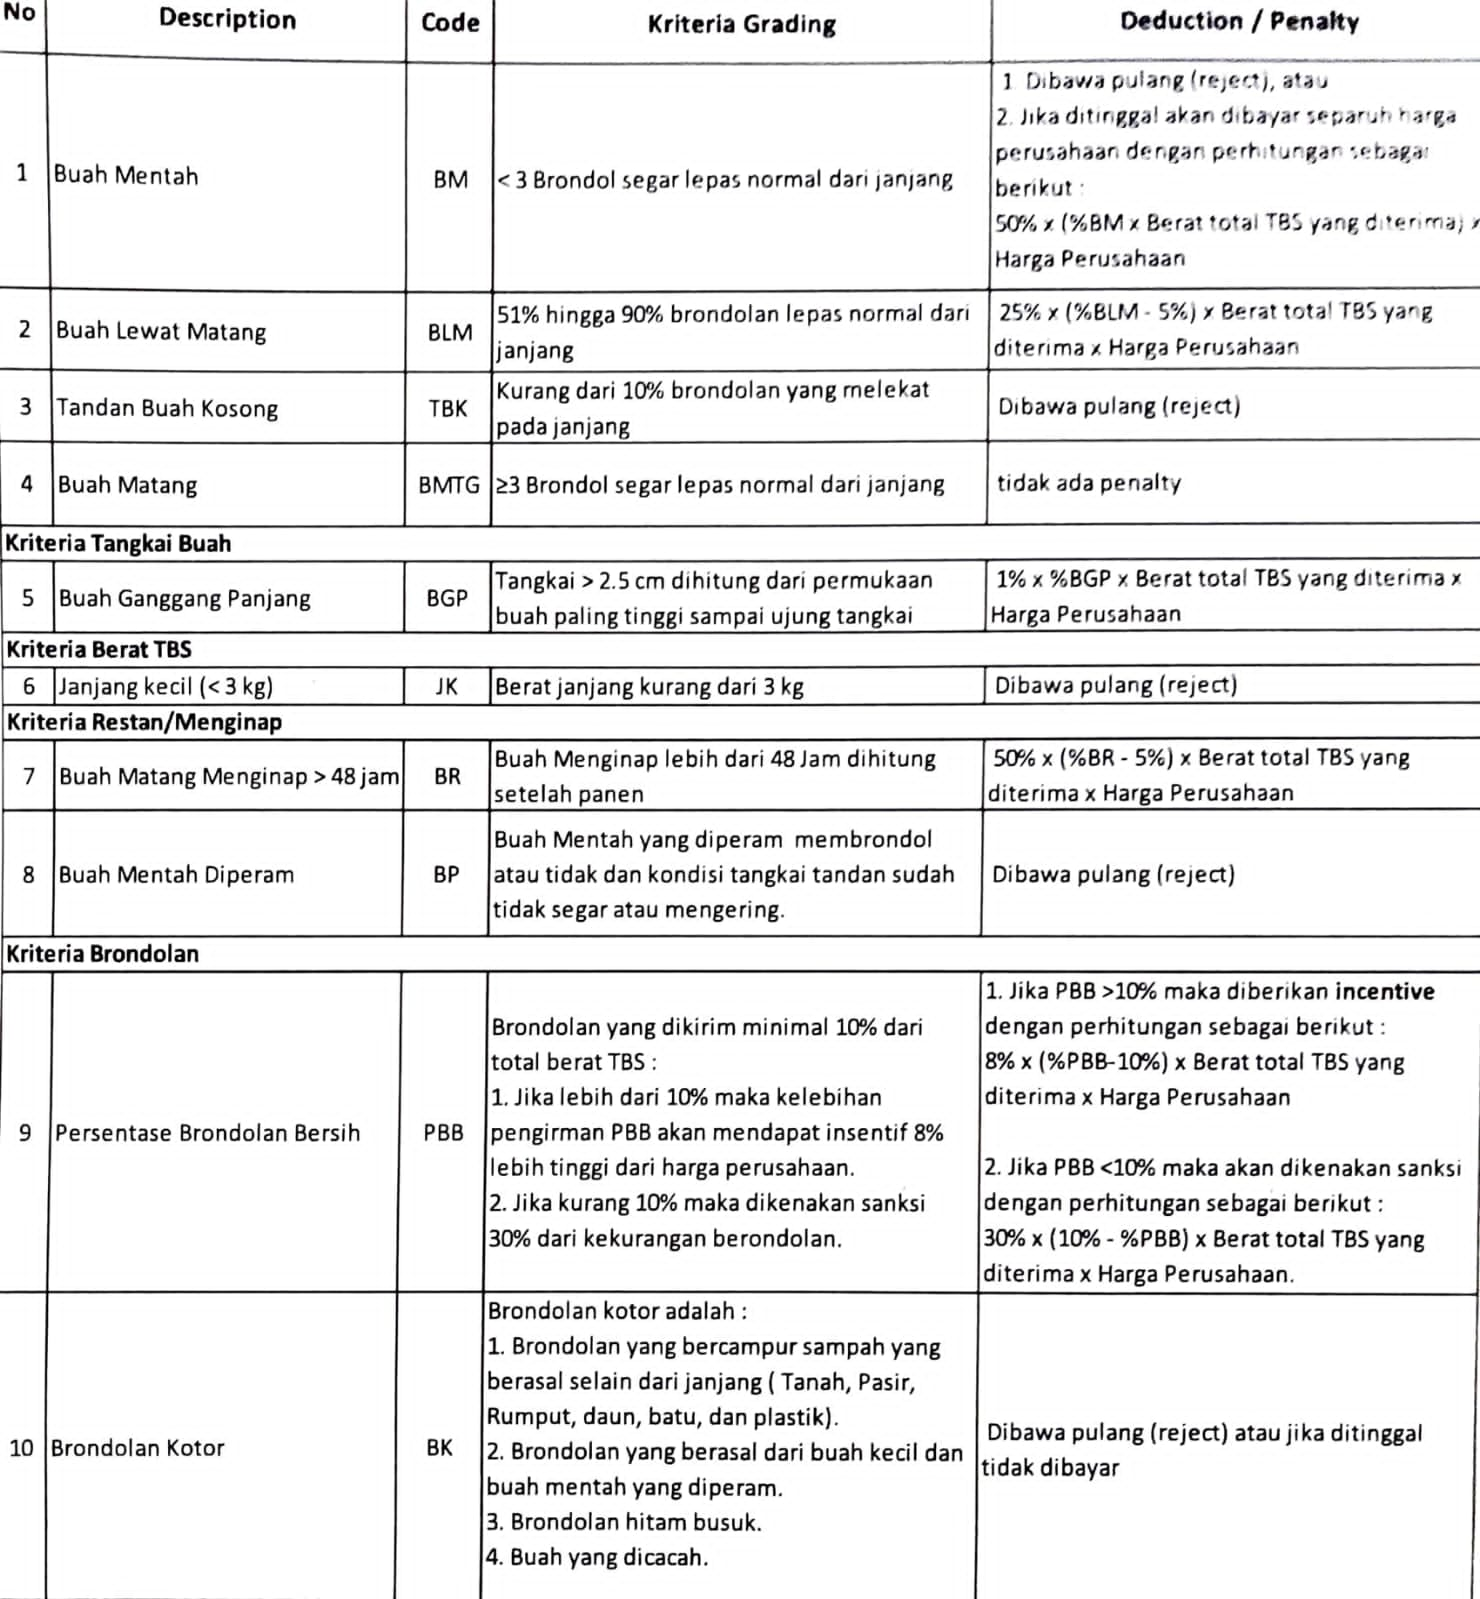 No Description Code Kriteria Grading Deduction / Penalty
1 Buah Mentah BM < 3 Brondol segar lepas normal dari janjang
1 Dibawa pulang (reject), atau
2. Jika ditinggal akan dibayar separuh harga
perusahaan dengan perhitungan sebagai
berikut :
50% x (%BM x Berat total TBS yang diterima) x
Harga Perusahaan
2 Buah Lewat Matang BLM
51% hingga 90% brondolan lepas normal dari
janjang
25% x (%BLM - 5%) x Berat total TBS yang
diterima x Harga Perusahaan
3 Tandan Buah Kosong TBK
Kurang dari 10% brondolan yang melekat
pada janjang
Dibawa pulang (reject)
4 Buah Matang BMTG ≥3 Brondol segar lepas normal dari janjang tidak ada penalty
Kriteria Tangkai Buah
5 Buah Ganggang Panjang BGP
Tangkai > 2.5 cm dihitung dari permukaan
buah paling tinggi sampai ujung tangkai
1% x %BGP x Berat total TBS yang diterima x
Harga Perusahaan
Kriteria Berat TBS
6 Janjang kecil (< 3 kg) JK Berat janjang kurang dari 3 kg Dibawa pulang (reject)
Kriteria Restan/Menginap
7 Buah Matang Menginap > 48 jam BR
Buah Menginap lebih dari 48 Jam dihitung
setelah panen
50% x (%BR - 5%) x Berat total TBS yang
diterima x Harga Perusahaan
8 Buah Mentah Diperam BP
Buah Mentah yang diperam membrondol
atau tidak dan kondisi tangkai tandan sudah
tidak segar atau mengering.
Dibawa pulang (reject)
Kriteria Brondolan
9 Persentase Brondolan Bersih PBB
Brondolan yang dikirim minimal 10% dari
total berat TBS :
1. Jika lebih dari 10% maka kelebihan
pengirman PBB akan mendapat insentif 8%
lebih tinggi dari harga perusahaan.
2. Jika kurang 10% maka dikenakan sanksi
30% dari kekurangan berondolan.
1. Jika PBB >10% maka diberikan incentive
dengan perhitungan sebagai berikut :
8% x (%PBB-10%) x Berat total TBS yang
diterima x Harga Perusahaan
2. Jika PBB <10% maka akan dikenakan sanksi
dengan perhitungan sebagai berikut :
30% x (10% - %PBB) x Berat total TBS yang
diterima x Harga Perusahaan.
10 Brondolan Kotor BK
Brondolan kotor adalah :
1. Brondolan yang bercampur sampah yang
berasal selain dari janjang ( Tanah, Pasir,
Rumput, daun, batu, dan plastik).
2. Brondolan yang berasal dari buah kecil dan
buah mentah yang diperam.
3. Brondolan hitam busuk.
4. Buah yang dicacah.
Dibawa pulang (reject) atau jika ditinggal
tidak dibayar